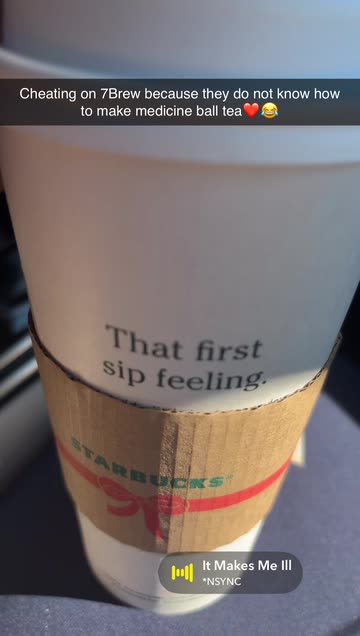 Cheating on 7Brew because they do not know how
to make medicine ball tea❤️😂
That first
sip feeling.
STARBUCKS®
It Makes Me Ill
*NSYNC